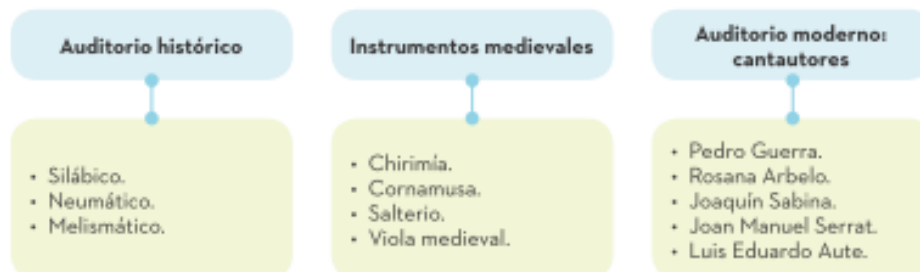 Auditorio histórico
• Silábico.
• Neumático.
• Melismático.
Instrumentos medievales
• Chirimía.
• Cornamusa.
• Salterio.
• Viola medieval.
Auditorio moderno:
cantautores
• Pedro Guerra.
• Rosana Arbelo.
• Joaquín Sabina.
• Joan Manuel Serrat.
• Luis Eduardo Aute.